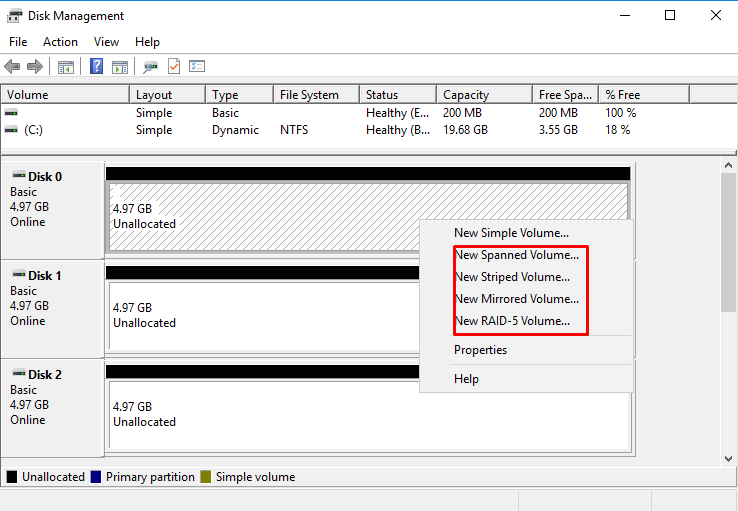 Disk Management
File Action View Help
Volume Layout Type File System Status Capacity Free Spa... % Free
Simple Basic Healthy (E... 200 MB 200 MB 100 %
(C:) Simple Dynamic NTFS Healthy (B... 19.68 GB 3.55 GB 18 %
Disk 0
Basic
4.97 GB
Online
4.97 GB
Unallocated
New Simple Volume...
New Spanned Volume...
New Striped Volume...
New Mirrored Volume...
New RAID-5 Volume...
Properties
Help
Disk 1
Basic
4.97 GB
Online
4.97 GB
Unallocated
Disk 2
Basic
4.97 GB
Online
4.97 GB
Unallocated
Unallocated Primary partition Simple volume